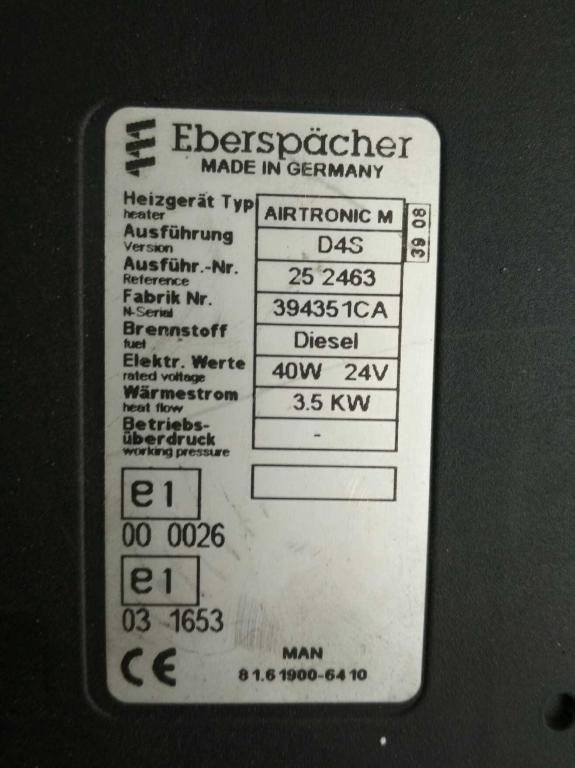 Eberspächer
MADE IN GERMANY
Heizgerät Typ AIRTRONIC M
heater
39 08
Ausführung D4S
Version
Ausführ.-Nr. 25 2463
Reference
Fabrik Nr. 394351CA
N-Serial
Brennstoff Diesel
fuel
Elektr. Werte 40W 24V
rated voltage
Wärmestrom 3.5 KW
heat flow
Betriebs-
überdruck -
working pressure
e1
00 0026
e1
03 1653
CE
MAN
81.61900-6410